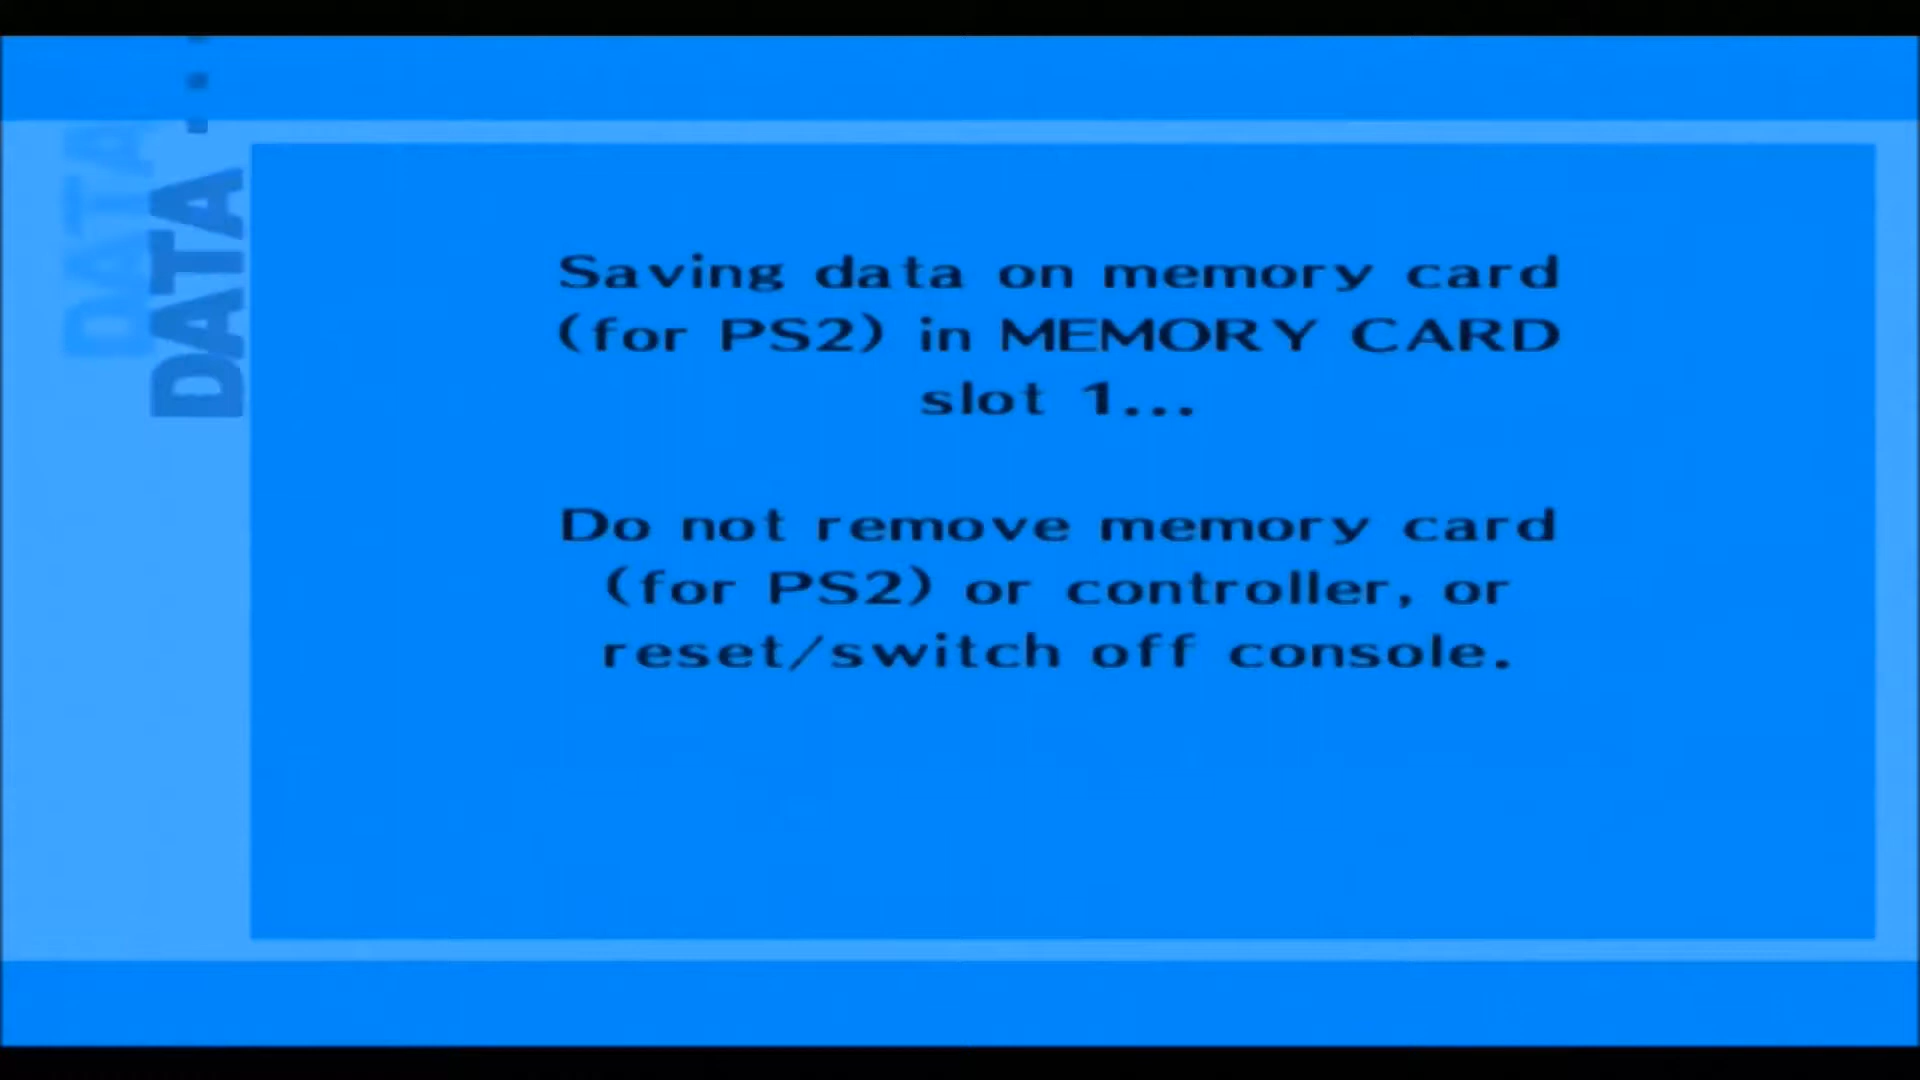 DATA
DATA...
Saving data on memory card
(for PS2) in MEMORY CARD
slot 1...
Do not remove memory card
(for PS2) or controller, or
reset/switch off console.